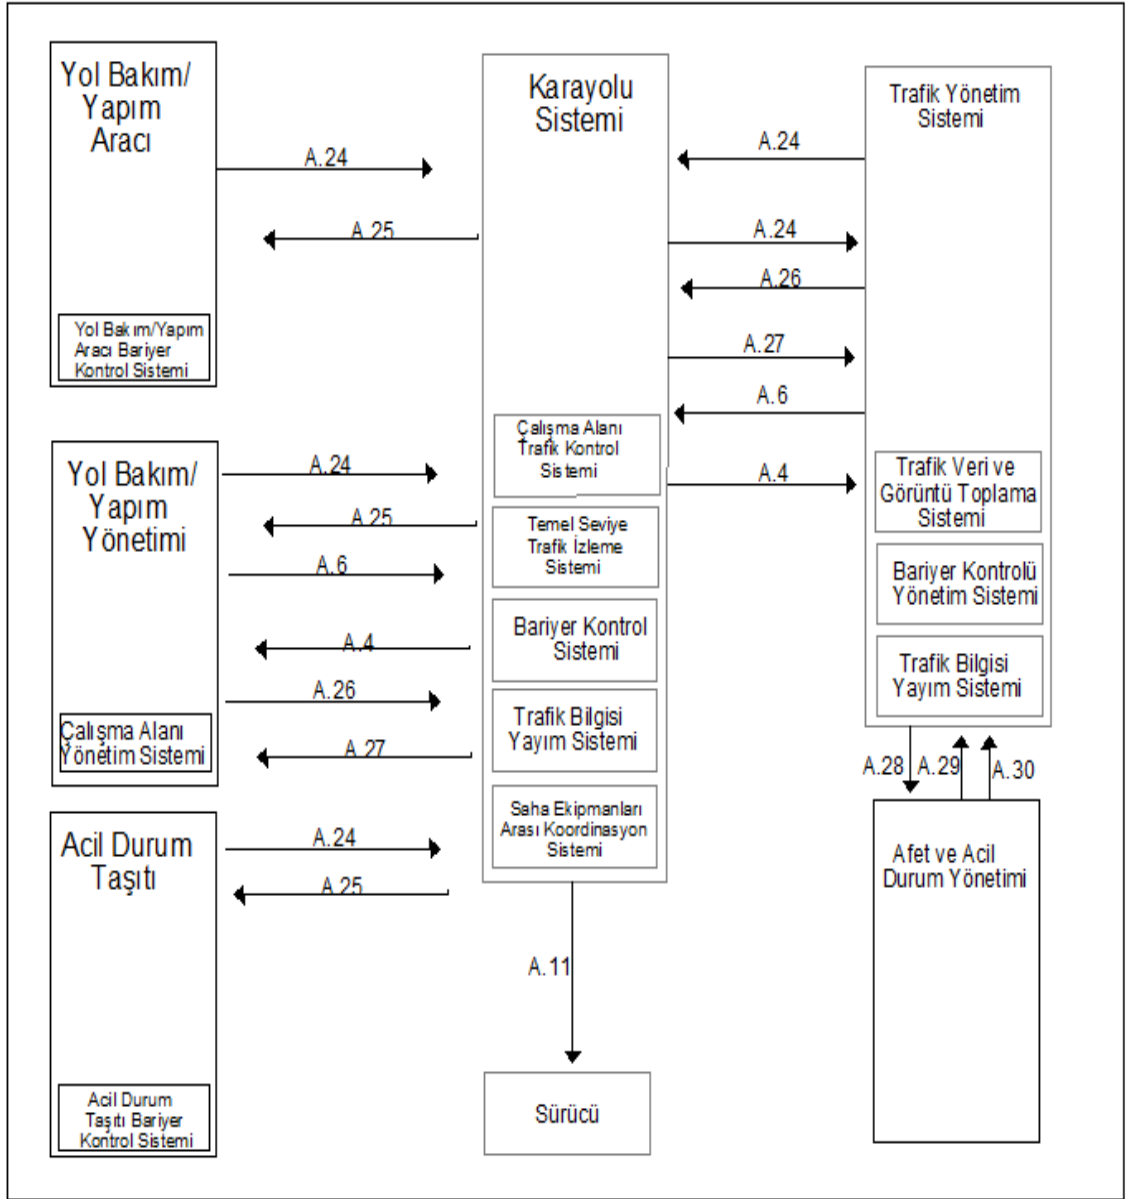 Yol Bakım/
Yapım
Aracı
Yol Bakım/Yapım
Aracı Bariyer
Kontrol Sistemi
A.24
A.25
Yol Bakım/
Yapım
Yönetimi
Çalışma Alanı
Yönetim Sistemi
A.24
A.25
A.6
A.4
A.26
A.27
Acil Durum
Taşıtı
Acil Durum
Taşıtı Bariyer
Kontrol Sistemi
A.24
A.25
Karayolu
Sistemi
Çalışma Alanı
Trafik Kontrol
Sistemi
Temel Seviye
Trafik İzleme
Sistemi
Bariyer Kontrol
Sistemi
Trafik Bilgisi
Yayım Sistemi
Saha Ekipmanları
Arası Koordinasyon
Sistemi
A.11
Sürücü
A.24
A.24
A.26
A.27
A.6
A.4
Trafik Yönetim
Sistemi
Trafik Veri ve
Görüntü Toplama
Sistemi
Bariyer Kontrolü
Yönetim Sistemi
Trafik Bilgisi
Yayım Sistemi
A.28
A.29
A.30
Afet ve Acil
Durum Yönetimi